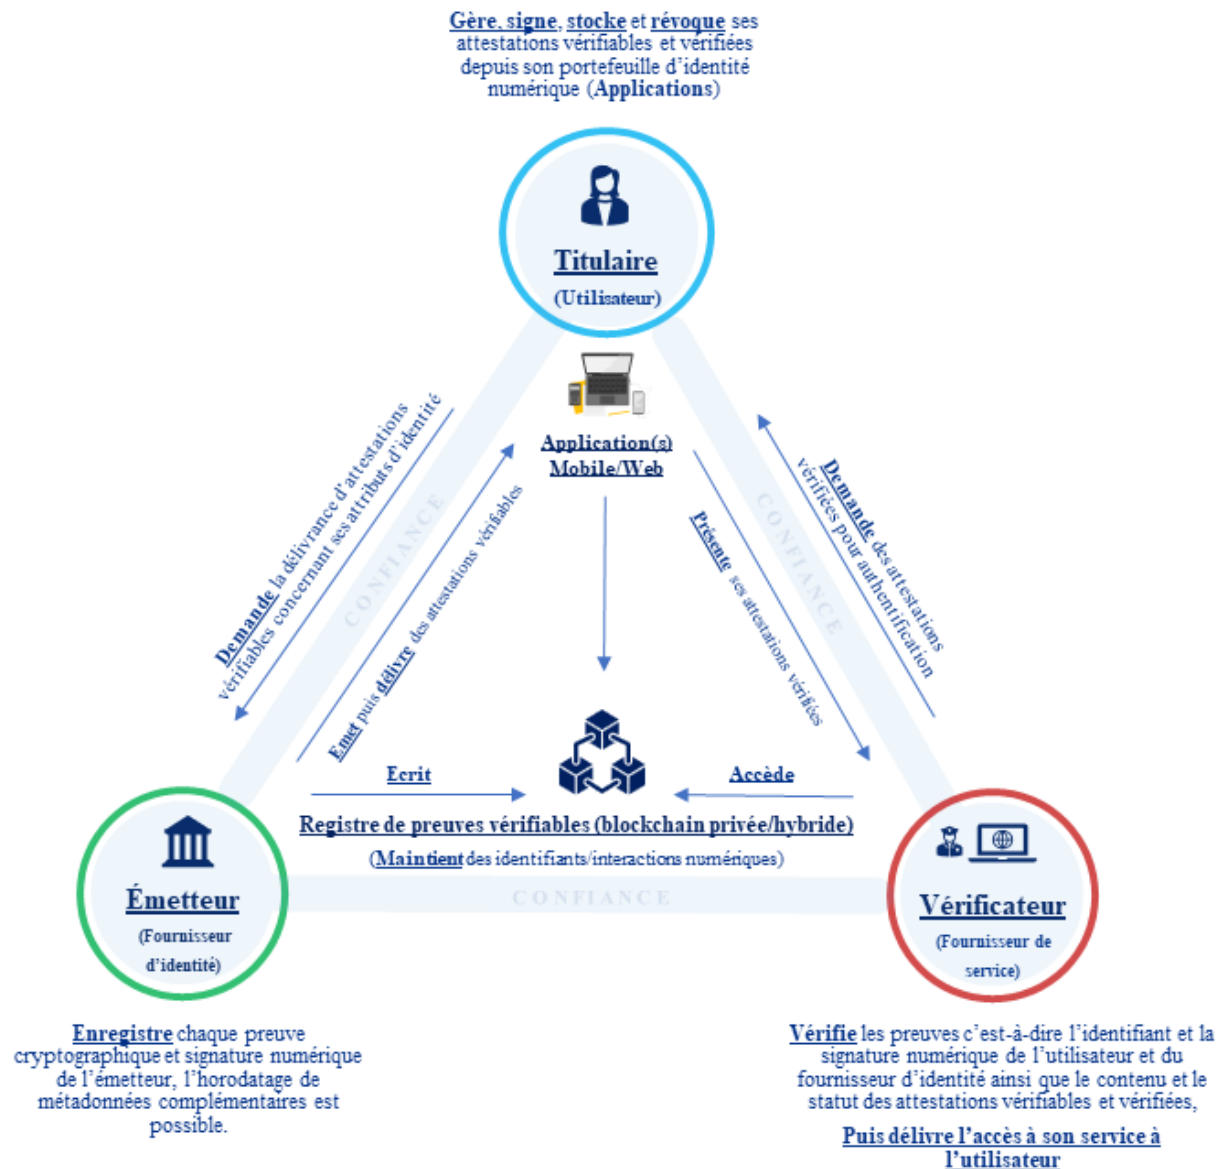 Gère, signe, stocke et révoque ses
attestations vérifiables et vérifiées
depuis son portefeuille d'identité
numérique (Applications)
Titulaire
(Utilisateur)
Application(s)
Mobile/Web
Demande la délivrance d'attestations
vérifiables concernant ses attributs d'identité
CONFIANCE
Emet puis délivre des attestations vérifiables
Présente ses attestations vérifiées
CONFIANCE
Demande des attestations
vérifiées pour authentification
Ecrit
Accède
Registre de preuves vérifiables (blockchain privée/hybride)
(Maintient des identifiants/interactions numériques)
CONFIANCE
Émetteur
(Fournisseur
d'identité)
Vérificateur
(Fournisseur de
service)
Enregistre chaque preuve
cryptographique et signature numérique
de l'émetteur, l'horodatage de
métadonnées complémentaires est
possible.
Vérifie les preuves c'est-à-dire l'identifiant et la
signature numérique de l'utilisateur et du
fournisseur d'identité ainsi que le contenu et le
statut des attestations vérifiables et vérifiées,
Puis délivre l'accès à son service à
l'utilisateur